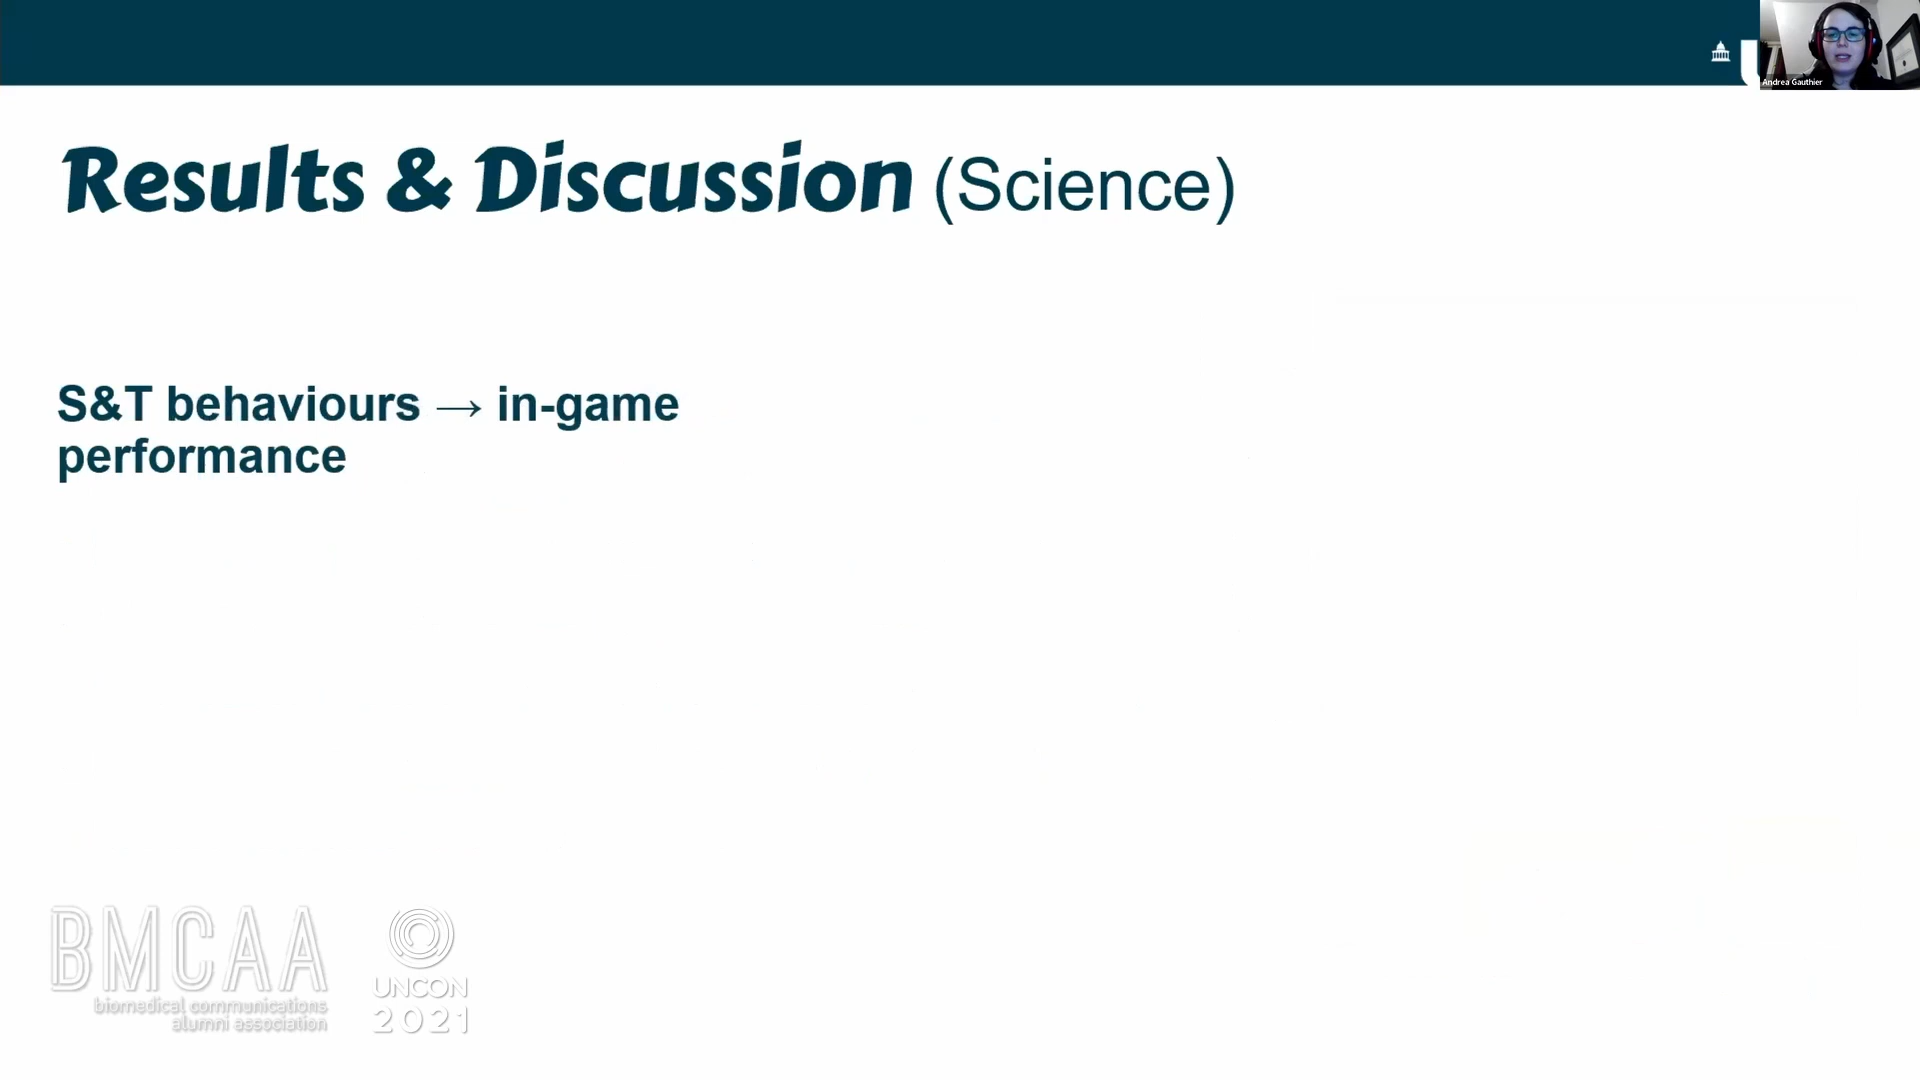 Andrea Gauthier
Results & Discussion (Science)
S&T behaviours → in-game
performance
BMCAA
biomedical communications
alumni association
UNCON
2021